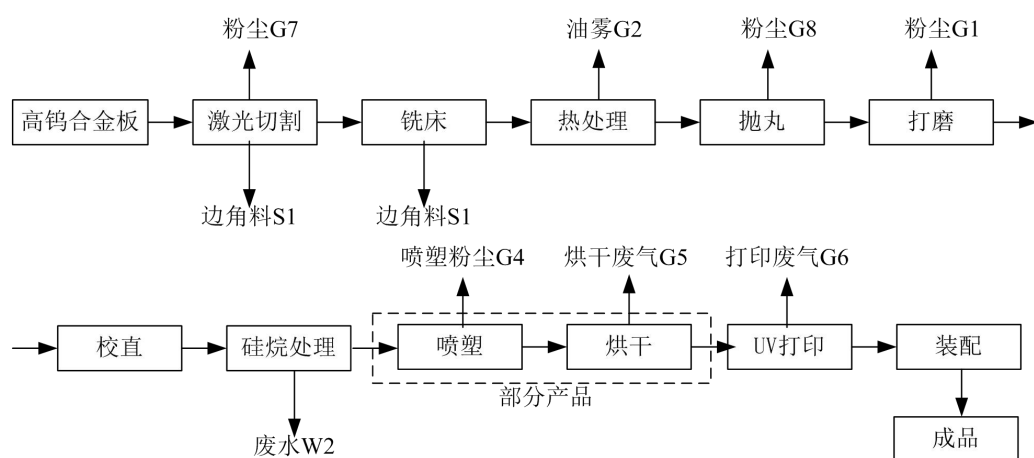 粉尘G7
油雾G2
粉尘G8
粉尘G1
高钨合金板
激光切割
铣床
热处理
抛丸
打磨
边角料S1
边角料S1
喷塑粉尘G4
烘干废气G5
打印废气G6
校直
硅烷处理
喷塑
烘干
UV打印
装配
部分产品
废水W2
成品